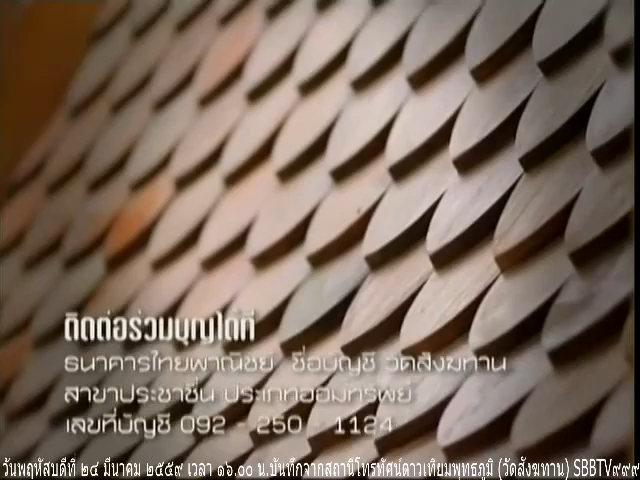 ติดต่อร่วมบุญได้ที่
ธนาคารไทยพาณิชย์ ชื่อบัญชี วัดสังฆทาน
สาขาประชาชื่น ประเภทออมทรัพย์
เลขที่บัญชี 092 - 250 - 1124
วันพฤหัสบดีที่ ๒๔ มีนาคม ๒๕๕๙ เวลา ๑๖.๐๐ น.บันทึกจากสถานีโทรทัศน์ดาวเทียมพุทธภูมิ (วัดสังฆทาน) SBBTV๙๙๙